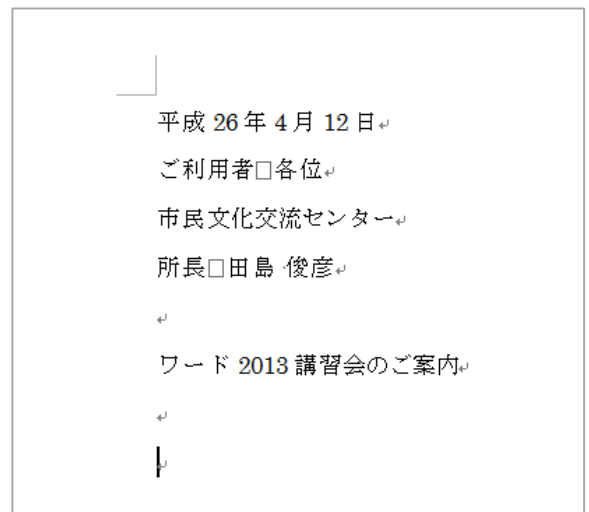 平成 26 年 4 月 12 日
ご利用者　各位
市民文化交流センター
所長　田島 俊彦
ワード 2013 講習会のご案内